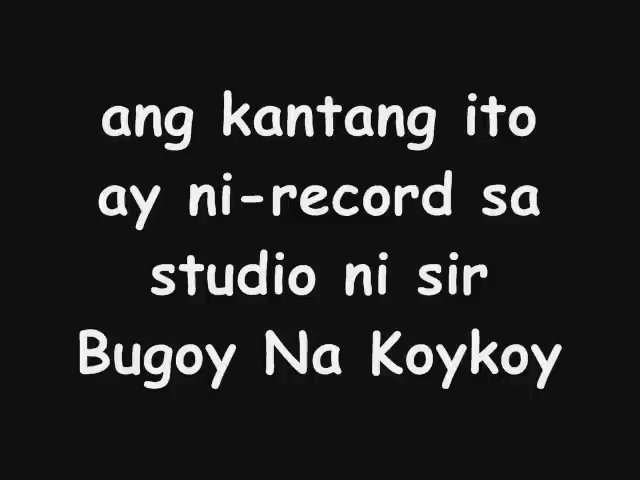 ang kantang ito
ay ni-record sa
studio ni sir
Bugoy Na Koykoy